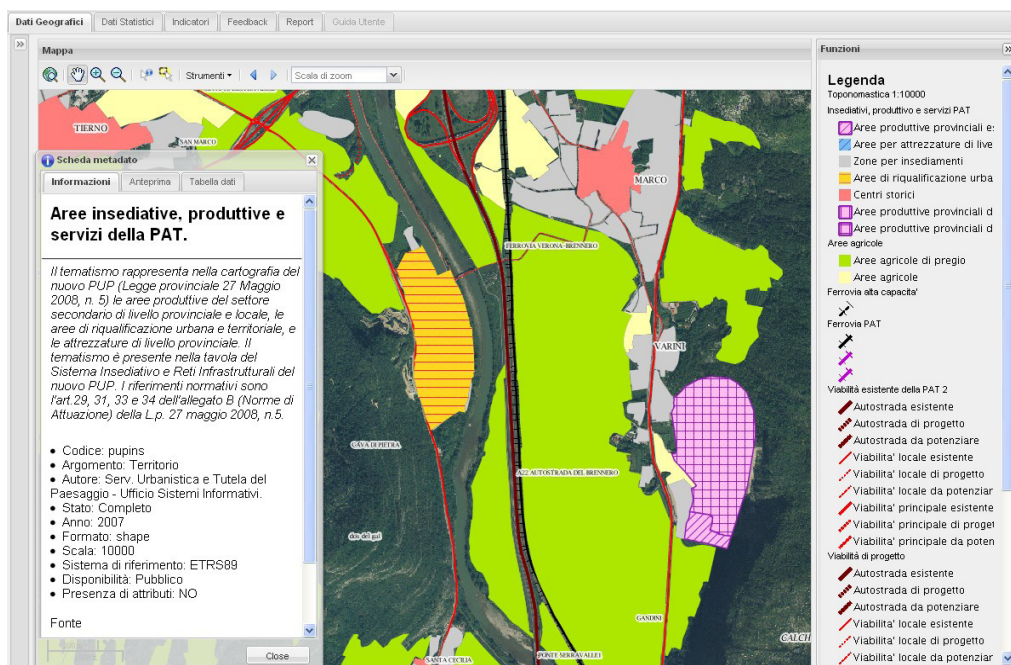 Dati Geografici
Dati Statistici
Indicatori
Feedback
Report
Guida Utente
Mappa
Strumenti
Scala di zoom
TIERNO
SAN MARCO
MARCO
FERROVIA VERONA-BRENNERO
VARINI
CAVA DI PIETRA
A22 AUTOSTRADA DEL BRENNERO
dos del gal
GANDINI
CALCH
SANTA CECILIA
PONTE SERRAVALLE1
Scheda metadato
Informazioni
Anteprima
Tabella dati
Aree insediative, produttive e
servizi della PAT.
Il tematismo rappresenta nella cartografia del
nuovo PUP (Legge provinciale 27 Maggio
2008, n. 5) le aree produttive del settore
secondario di livello provinciale e locale, le
aree di riqualificazione urbana e territoriale, e
le attrezzature di livello provinciale. Il
tematismo è presente nella tavola del
Sistema Insediativo e Reti Infrastrutturali del
nuovo PUP. I riferimenti normativi sono
l'art.29, 31, 33 e 34 dell'allegato B (Norme di
Attuazione) della L.p. 27 maggio 2008, n.5.
• Codice: pupins
• Argomento: Territorio
• Autore: Serv. Urbanistica e Tutela del
Paesaggio - Ufficio Sistemi Informativi.
• Stato: Completo
• Anno: 2007
• Formato: shape
• Scala: 10000
• Sistema di riferimento: ETRS89
• Disponibilità: Pubblico
• Presenza di attributi: NO
Fonte
Close
Funzioni
Legenda
Toponomastica 1:10000
Insediativi, produttivo e servizi PAT
Aree produttive provinciali e
Aree per attrezzature di live
Zone per insediamenti
Aree di riqualificazione urba
Centri storici
Aree produttive provinciali d
Aree produttive provinciali d
Aree agricole
Aree agricole di pregio
Aree agricole
Ferrovia alta capacita'
Ferrovia PAT
Viabilità esistente della PAT 2
Autostrada esistente
Autostrada di progetto
Autostrada da potenziare
Viabilita' locale esistente
Viabilita' locale di progetto
Viabilita' locale da potenziar
Viabilita' principale esistente
Viabilita' principale di proget
Viabilita' principale da poten
Viabilità di progetto
Autostrada esistente
Autostrada di progetto
Autostrada da potenziare
Viabilita' locale esistente
Viabilita' locale di progetto
Viabilita' locale da potenziar